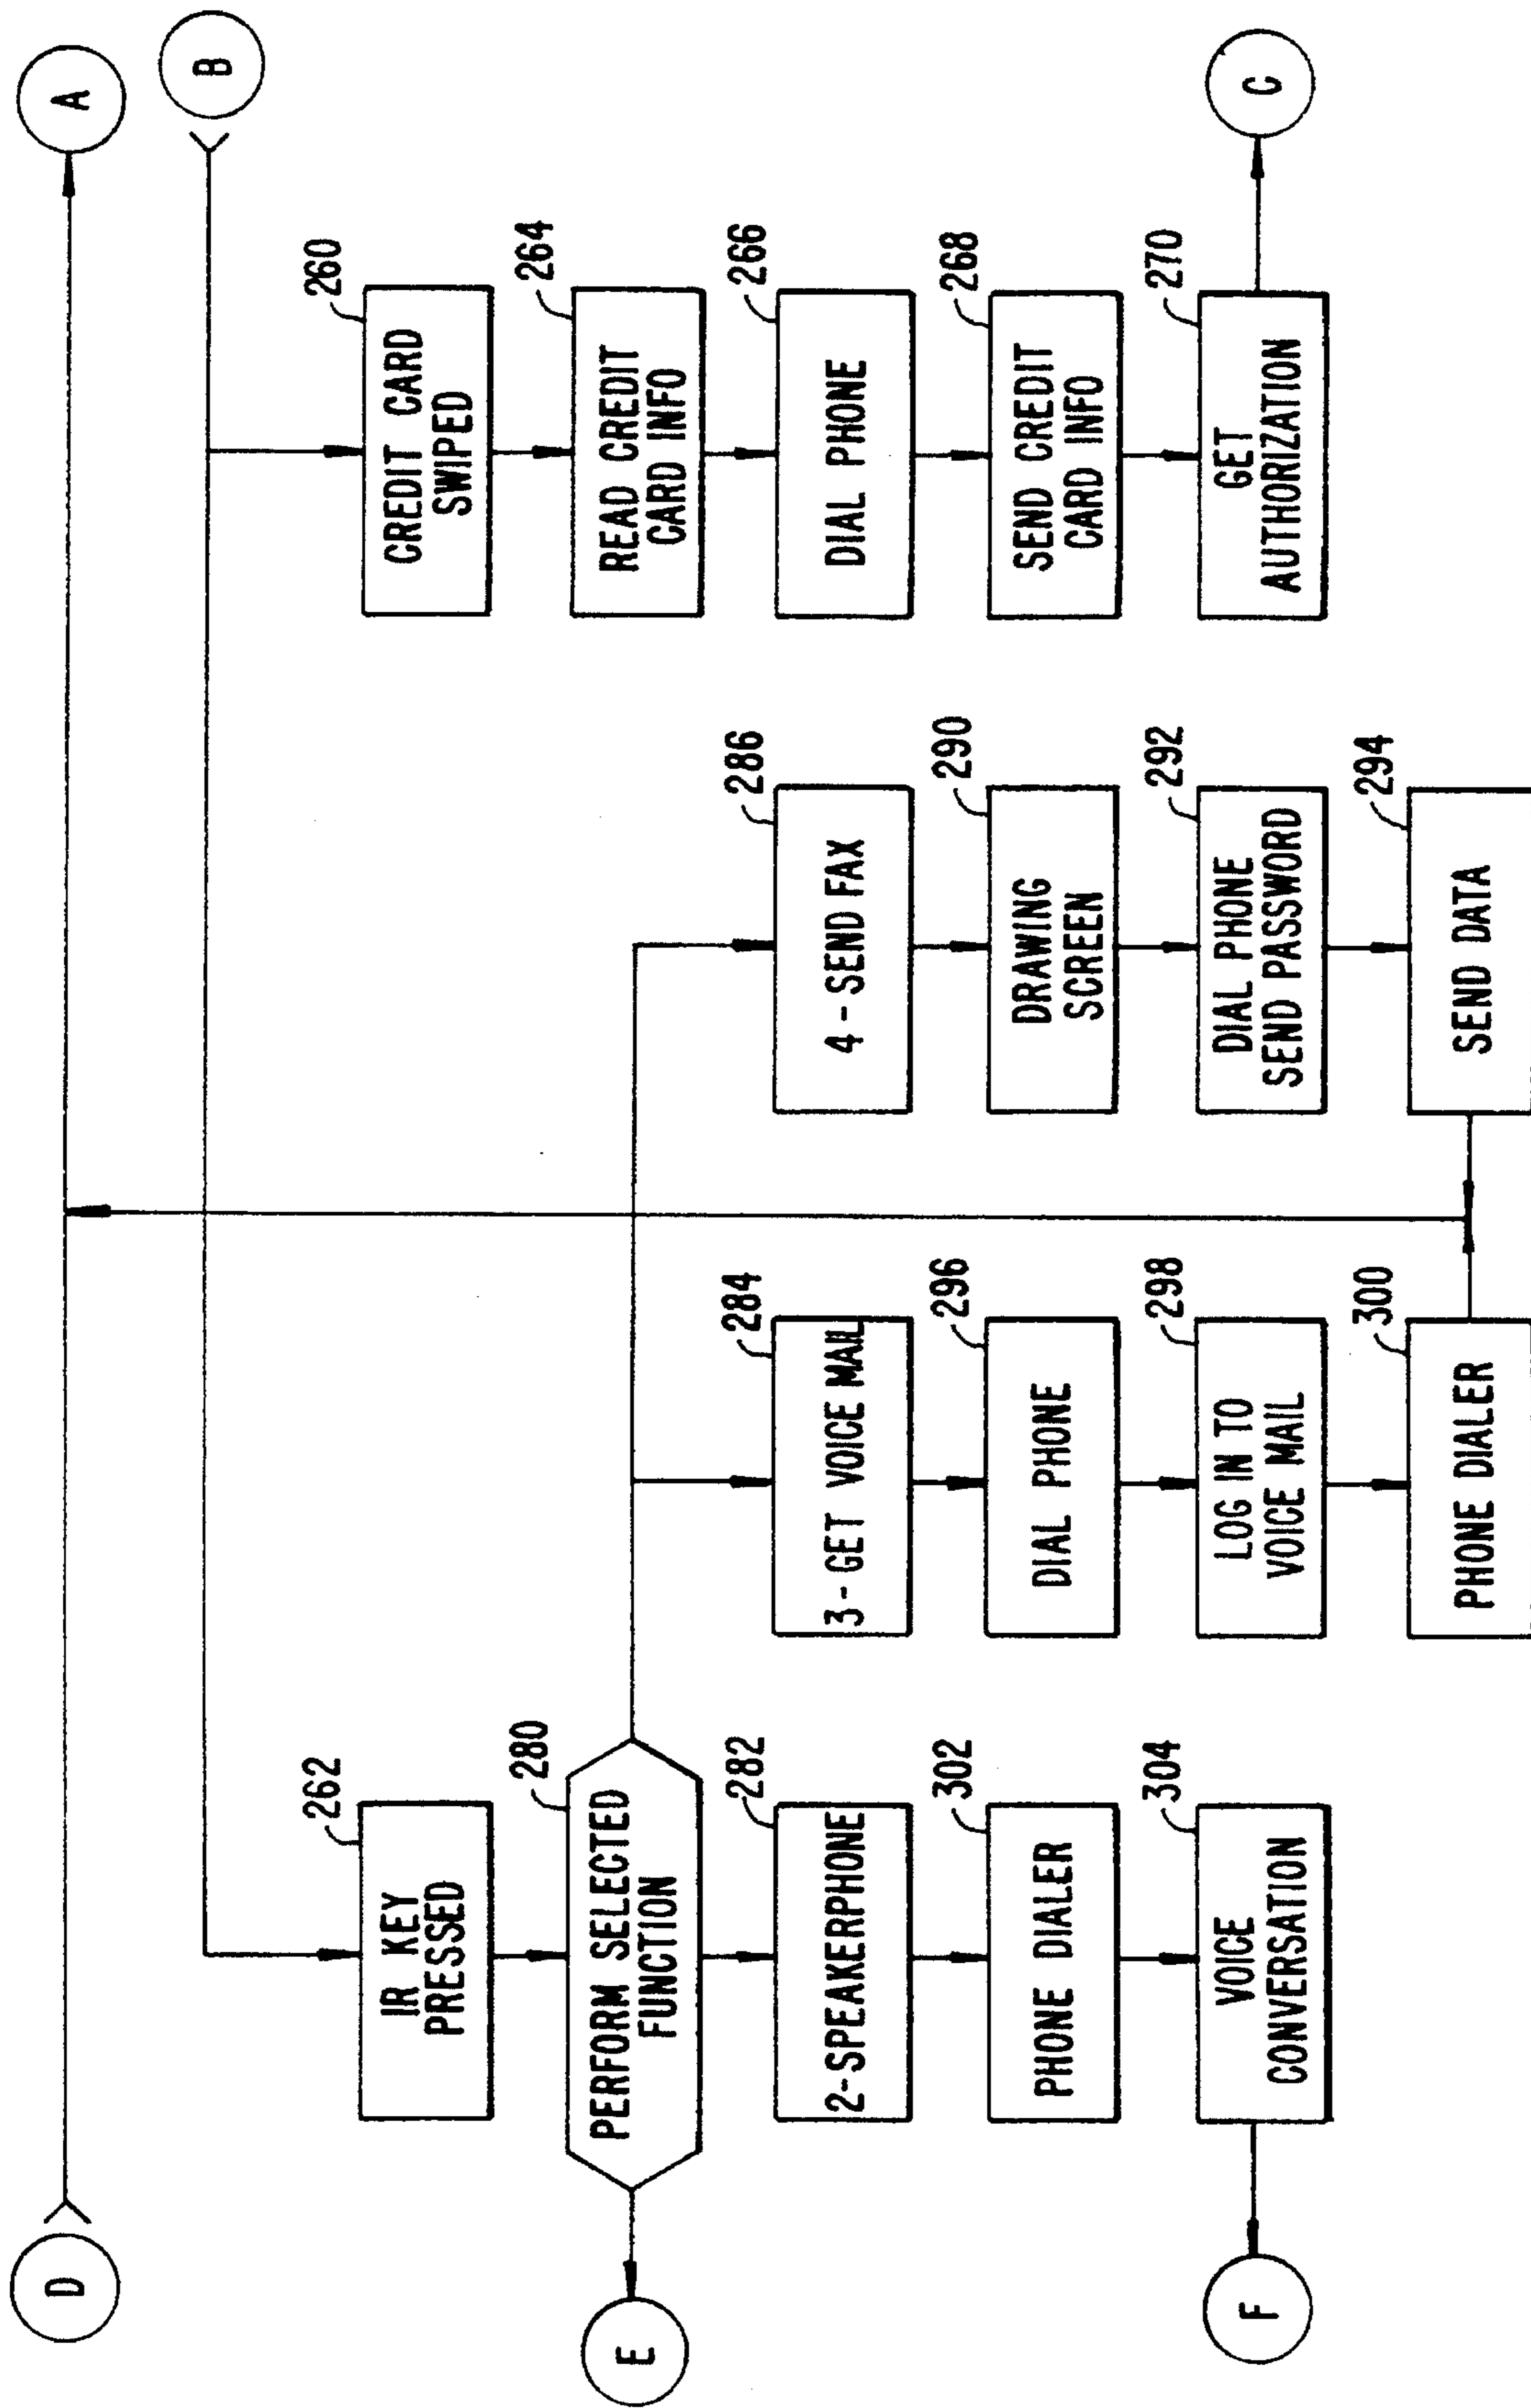 D
A
B
262
IR KEY
PRESSED
260
CREDIT CARD
SWIPED
280
PERFORM SELECTED
FUNCTION
E
264
READ CREDIT
CARD INFO
282
2-SPEAKERPHONE
284
3-GET VOICE MAIL
286
4-SEND FAX
266
DIAL PHONE
302
PHONE DIALER
296
DIAL PHONE
290
DRAWING
SCREEN
268
SEND CREDIT
CARD INFO
304
VOICE
CONVERSATION
F
298
LOG IN TO
VOICE MAIL
292
DIAL PHONE
SEND PASSWORD
270
GET
AUTHORIZATION
C
300
PHONE DIALER
294
SEND DATA